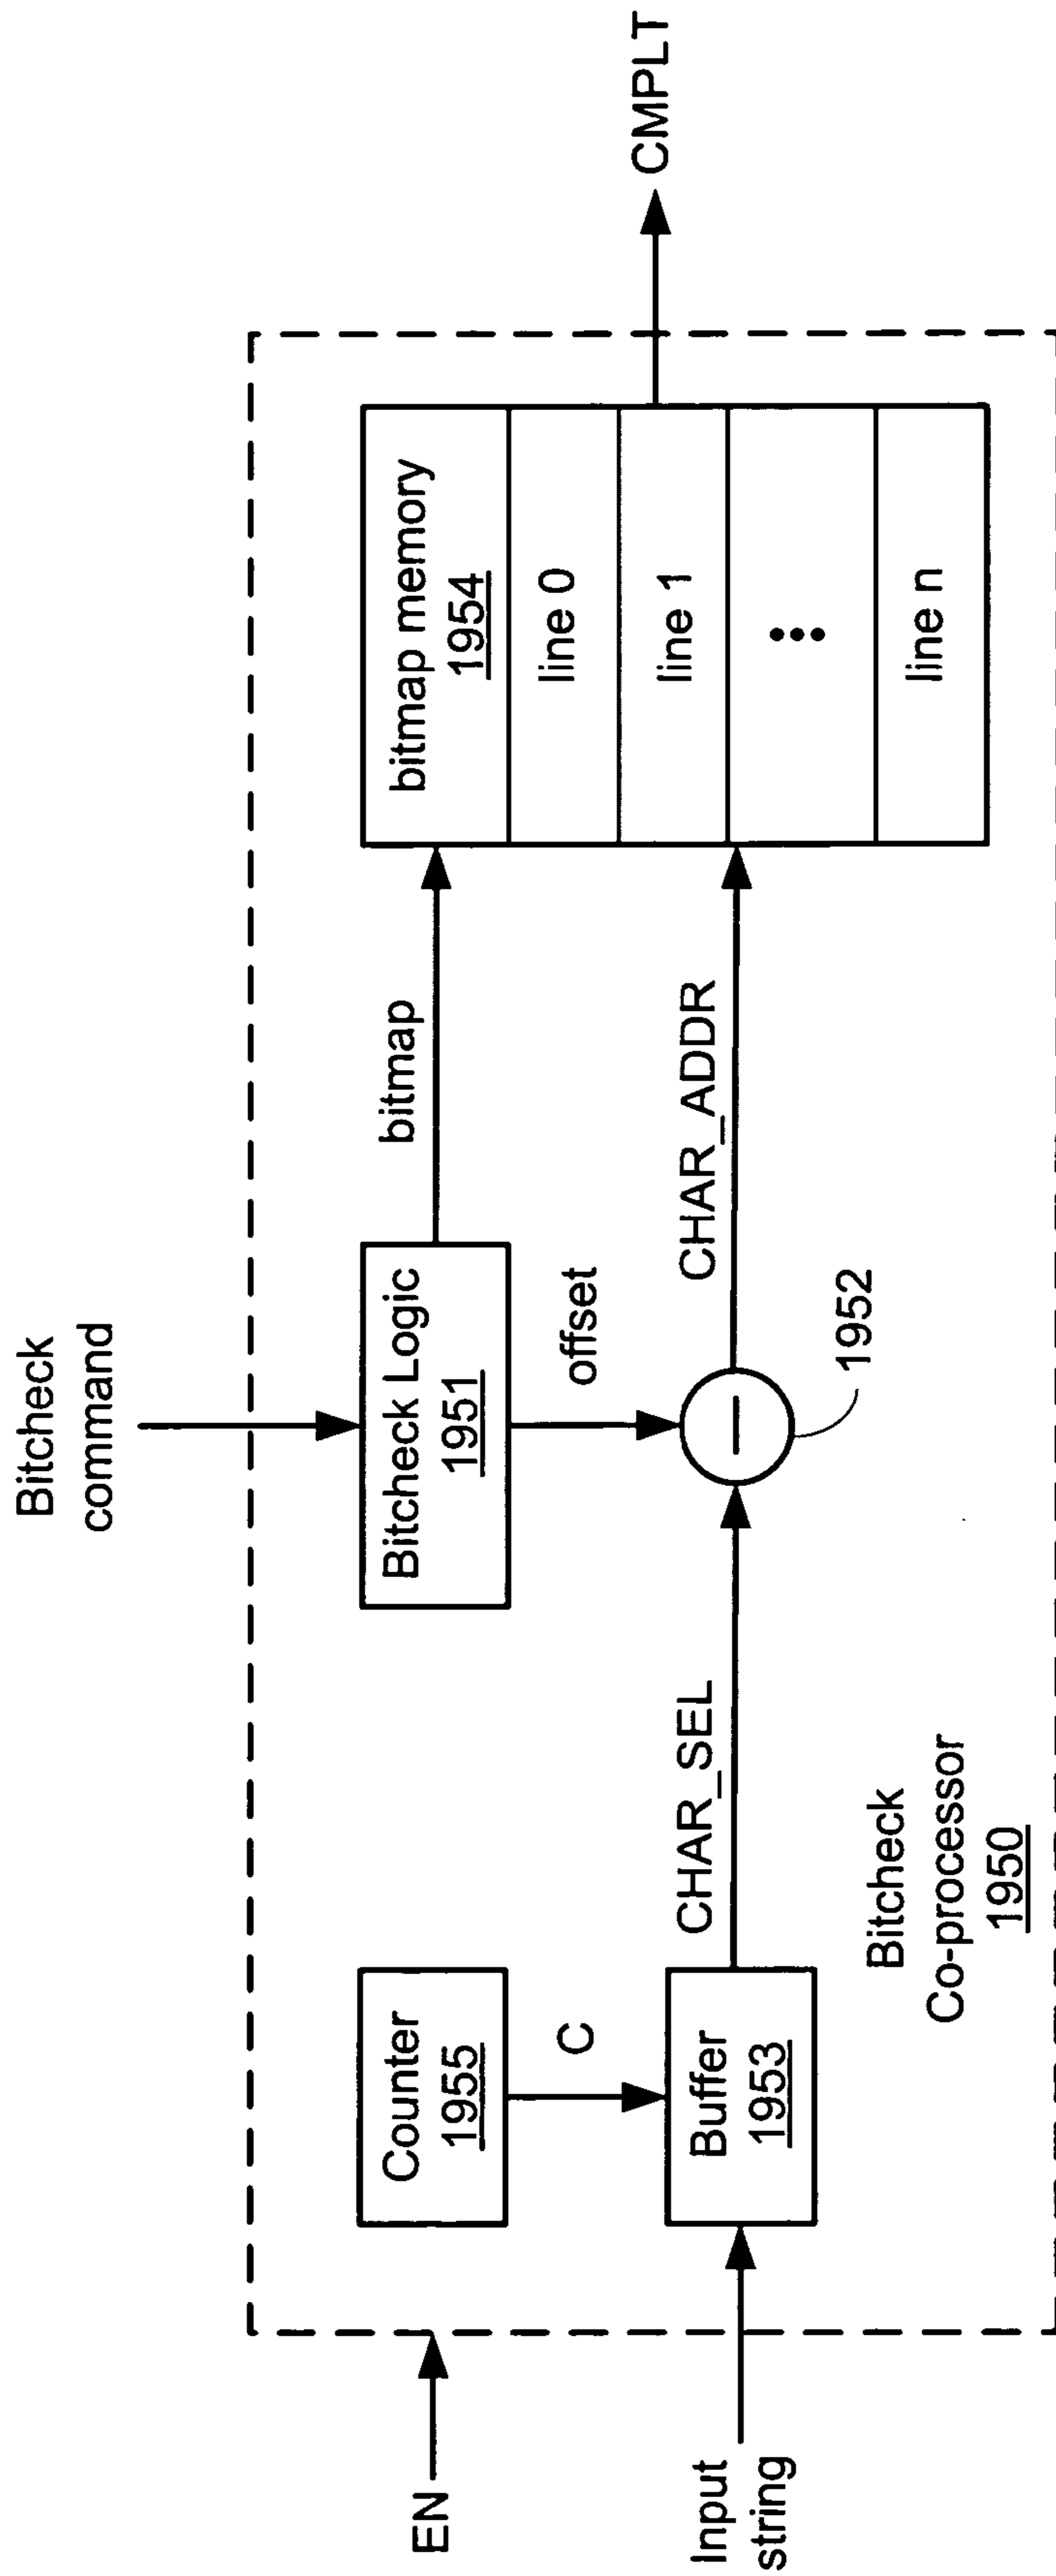 Bitcheck
command
EN
Counter
1955
C
Bitcheck Logic
1951
bitmap
offset
bitmap memory
1954
line 0
line 1
line n
CMPLT
Input
string
Buffer
1953
CHAR_SEL
CHAR_ADDR
1952
Bitcheck
Co-processor
1950